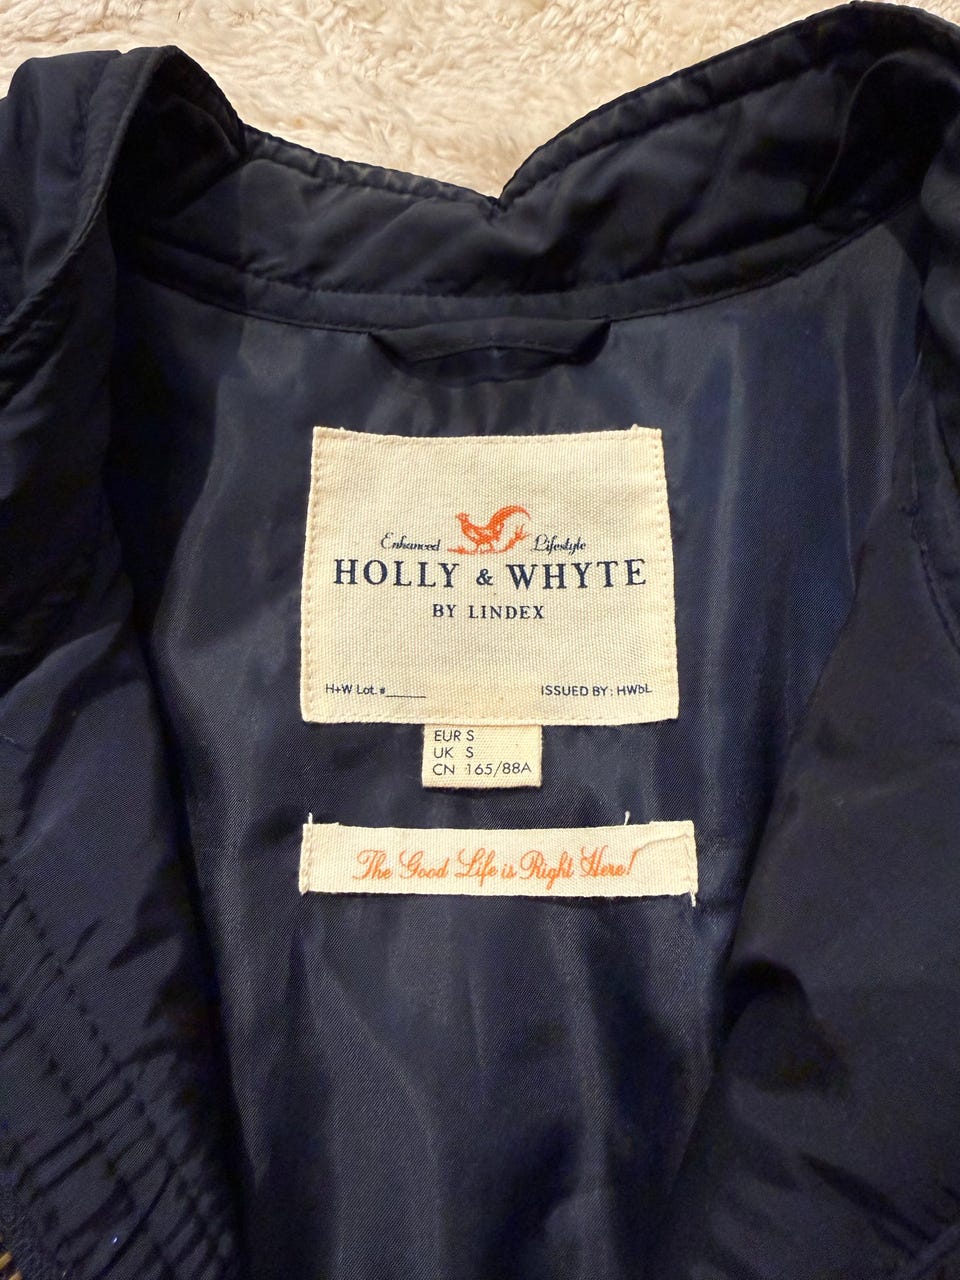 Enhanced Lifestyle
HOLLY & WHYTE
BY LINDEX
H+W Lot. #______ ISSUED BY: HWbL
EUR S
UK S
CN 165/88A
The Good Life is Right Here!